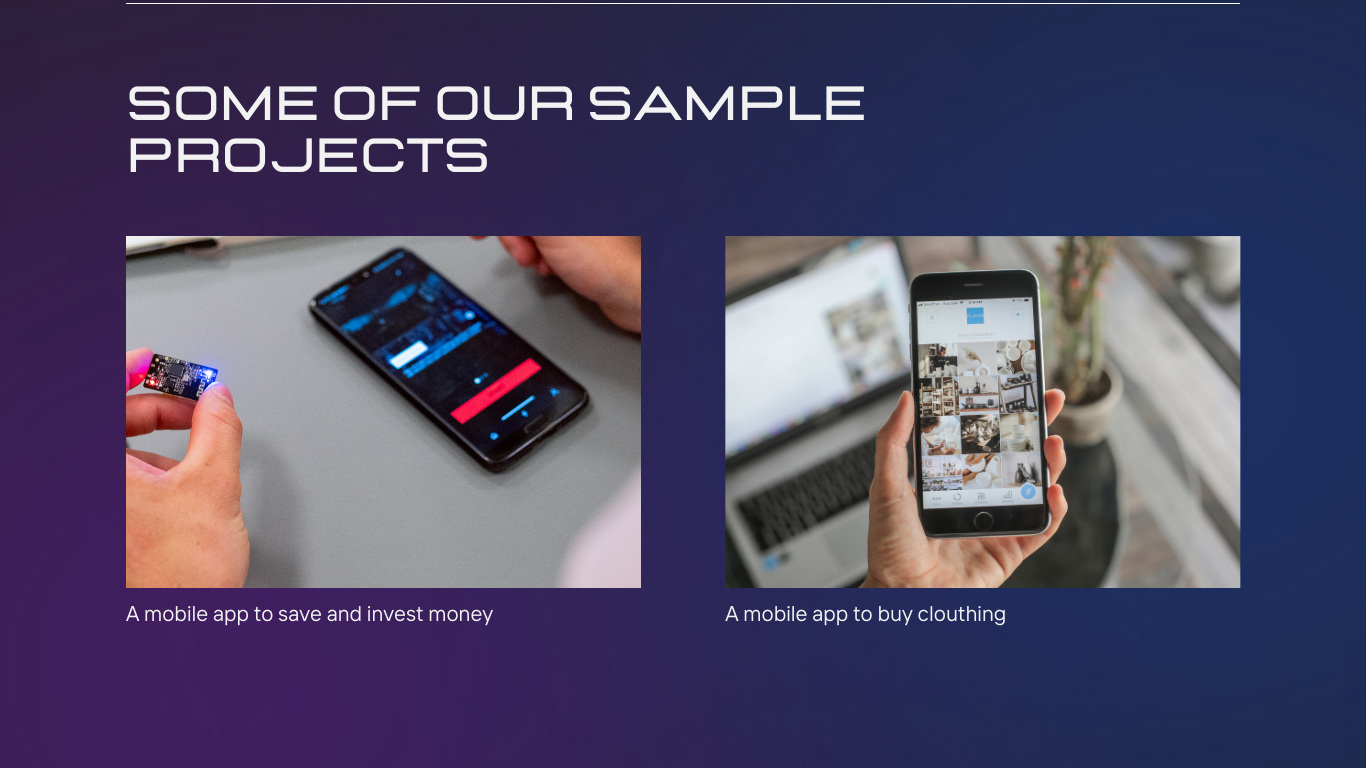 SOME OF OUR SAMPLE
PROJECTS
A mobile app to save and invest money
A mobile app to buy clouthing